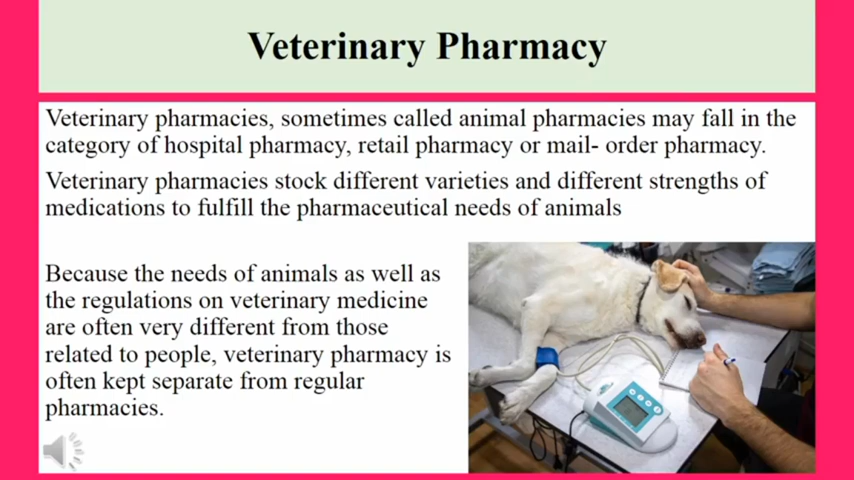 Veterinary Pharmacy
Veterinary pharmacies, sometimes called animal pharmacies may fall in the
category of hospital pharmacy, retail pharmacy or mail- order pharmacy.
Veterinary pharmacies stock different varieties and different strengths of
medications to fulfill the pharmaceutical needs of animals
Because the needs of animals as well as
the regulations on veterinary medicine
are often very different from those
related to people, veterinary pharmacy is
often kept separate from regular
pharmacies.